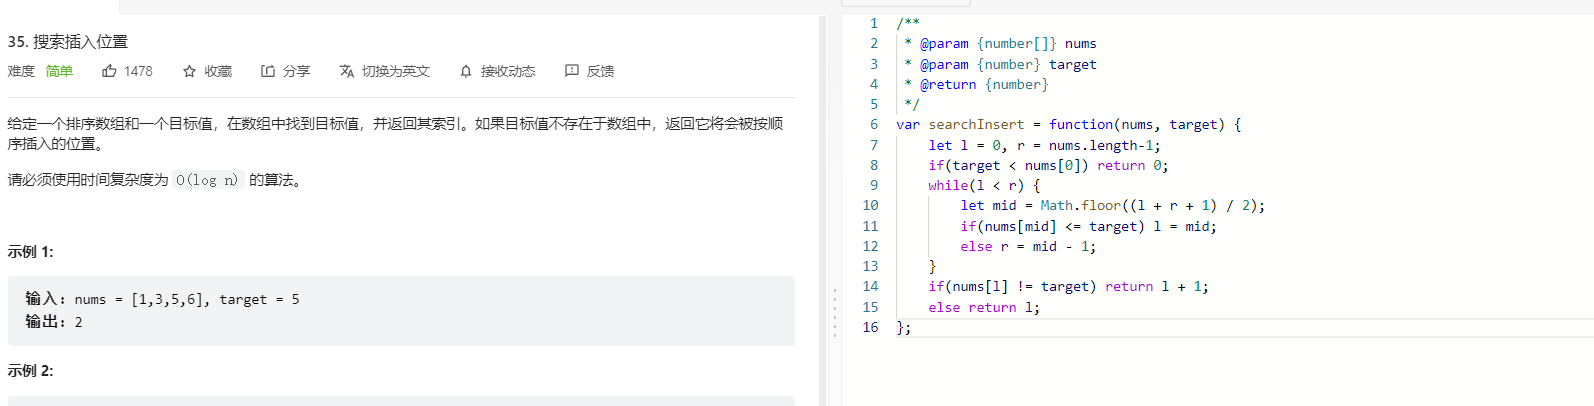 35. 搜索插入位置
难度 简单 1478 收藏 分享 切换为英文 接收动态 反馈
给定一个排序数组和一个目标值，在数组中找到目标值，并返回其索引。如果目标值不存在于数组中，返回它将会被按顺
序插入的位置。
请必须使用时间复杂度为 O(log n) 的算法。
示例 1:
输入: nums = [1,3,5,6], target = 5
输出: 2
示例 2:
1 /**
2  * @param {number[]} nums
3  * @param {number} target
4  * @return {number}
5  */
6 var searchInsert = function(nums, target) {
7     let l = 0, r = nums.length-1;
8     if(target < nums[0]) return 0;
9     while(l < r) {
10         let mid = Math.floor((l + r + 1) / 2);
11         if(nums[mid] <= target) l = mid;
12         else r = mid - 1;
13     }
14     if(nums[l] != target) return l + 1;
15     else return l;
16 };